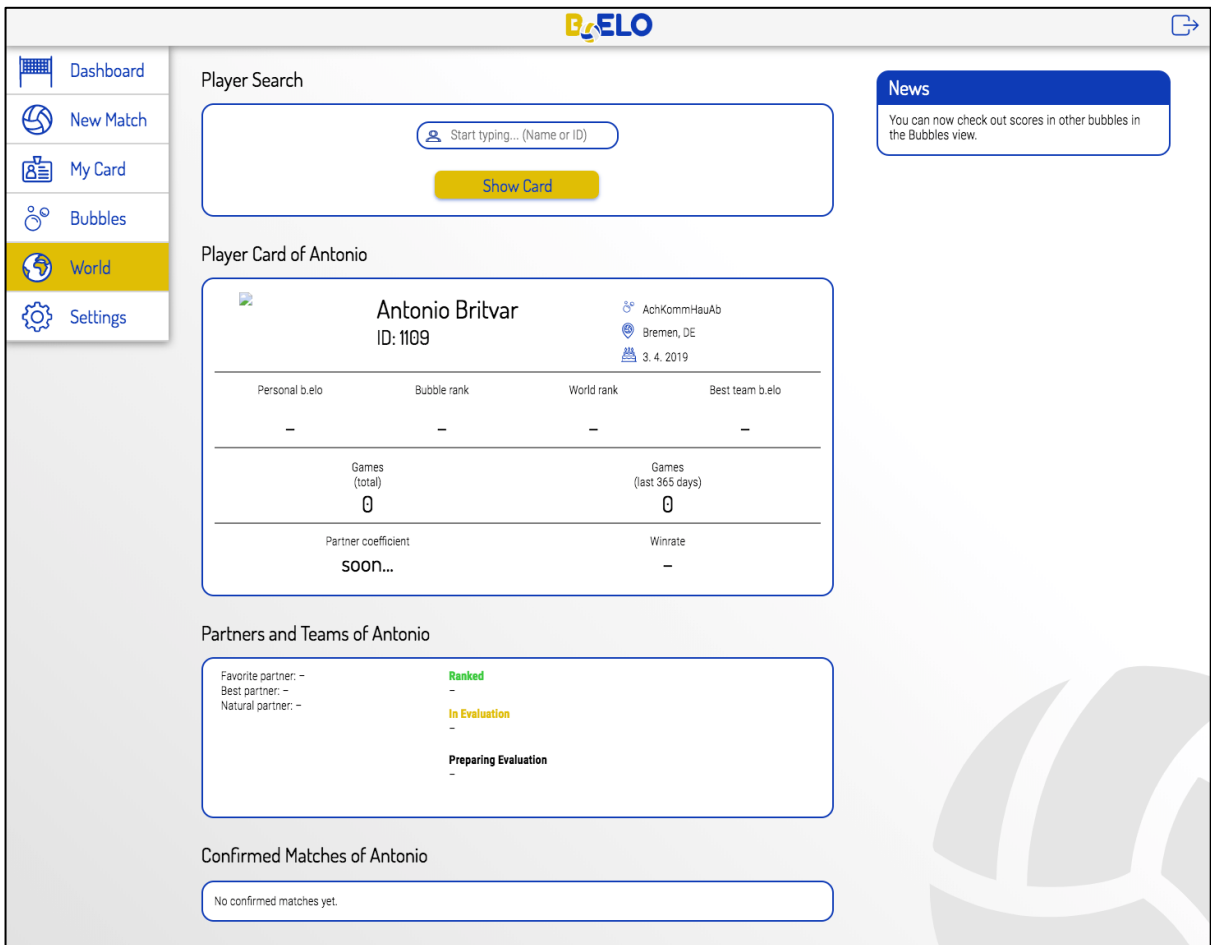 B.ELO
Dashboard
New Match
My Card
Bubbles
World
Settings
Player Search
Start typing... (Name or ID)
Show Card
Player Card of Antonio
Antonio Britvar
ID: 1109
AchKommHauAb
Bremen, DE
3. 4. 2019
Personal b.elo Bubble rank World rank Best team b.elo
– – – –
Games Games
(total) (last 365 days)
0 0
Partner coefficient Winrate
soon... –
Partners and Teams of Antonio
Favorite partner: –
Best partner: –
Natural partner: –
Ranked
–
In Evaluation
–
Preparing Evaluation
–
Confirmed Matches of Antonio
No confirmed matches yet.
News
You can now check out scores in other bubbles in
the Bubbles view.